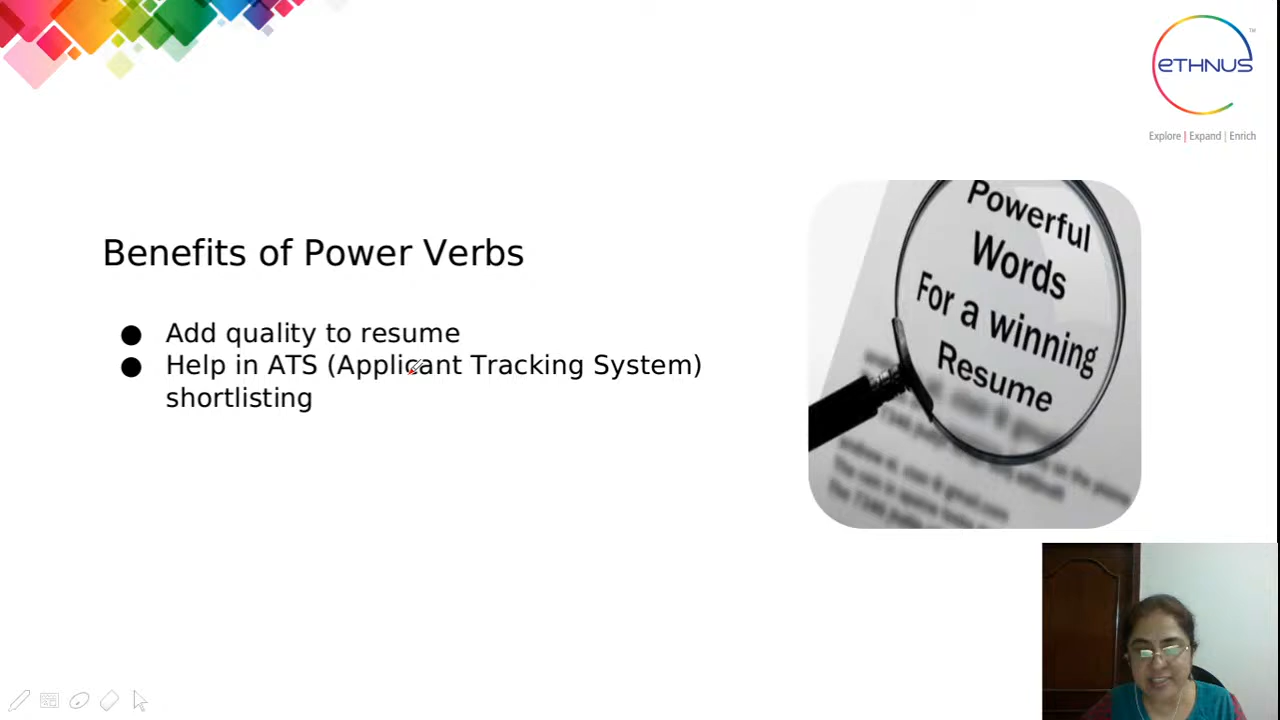 eTHNUS
TM
Explore | Expand | Enrich
Benefits of Power Verbs
● Add quality to resume
● Help in ATS (Applicant Tracking System)
shortlisting
Powerful
Words
For a winning
Resume